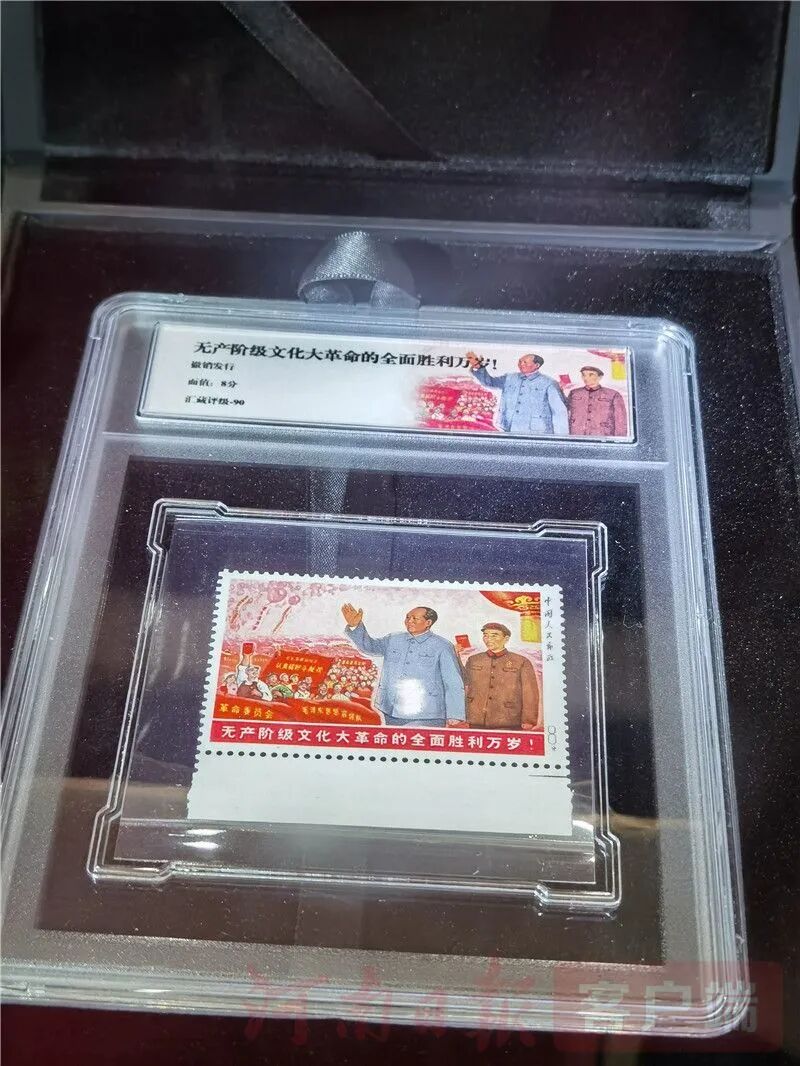 无产阶级文化大革命的全面胜利万岁！
撤销发行
面值：8分
汇藏评级-90
中国人民邮政
革命委员会
8分
无产阶级文化大革命的全面胜利万岁！
河南日报 客户端